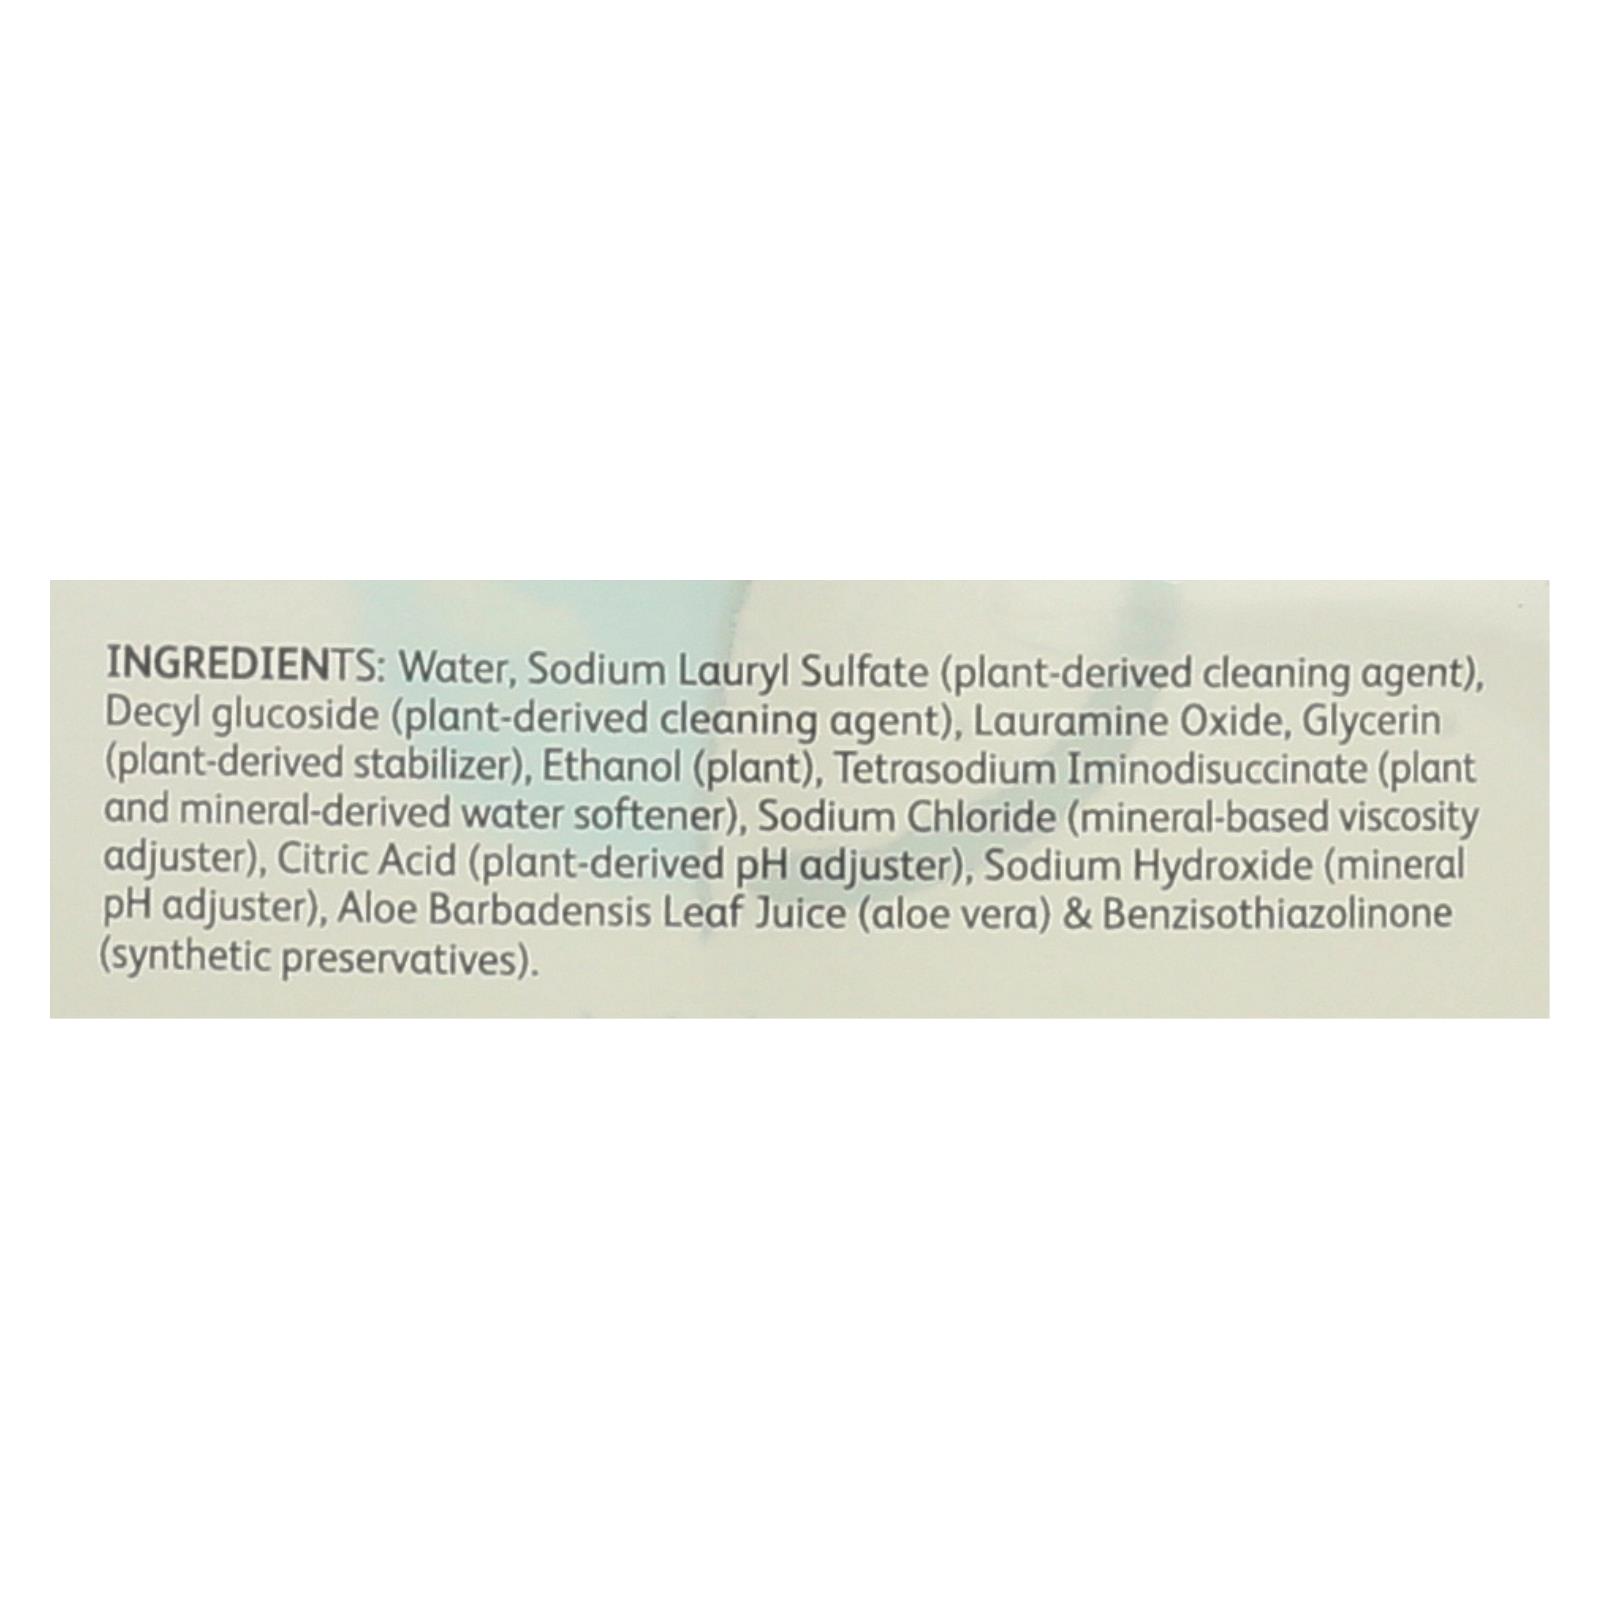 INGREDIENTS: Water, Sodium Lauryl Sulfate (plant-derived cleaning agent),
Decyl glucoside (plant-derived cleaning agent), Lauramine Oxide, Glycerin
(plant-derived stabilizer), Ethanol (plant), Tetrasodium Iminodisuccinate (plant
and mineral-derived water softener), Sodium Chloride (mineral-based viscosity
adjuster), Citric Acid (plant-derived pH adjuster), Sodium Hydroxide (mineral
pH adjuster), Aloe Barbadensis Leaf Juice (aloe vera) & Benzisothiazolinone
(synthetic preservatives).